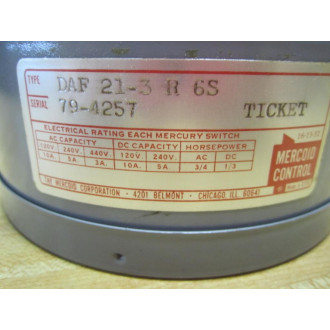 TYPE DAF 21-3 R 6S
SERIAL 79-4257 TICKET
ELECTRICAL RATING EACH MERCURY SWITCH
AC CAPACITY DC CAPACITY HORSEPOWER
120V 240V 440V 120V 240V AC DC
10A 5A 3A 10A 5A 3/4 1/3
MERCOID
CONTROL
THE MERCOID CORPORATION • 4201 BELMONT • CHICAGO, ILL. 60641